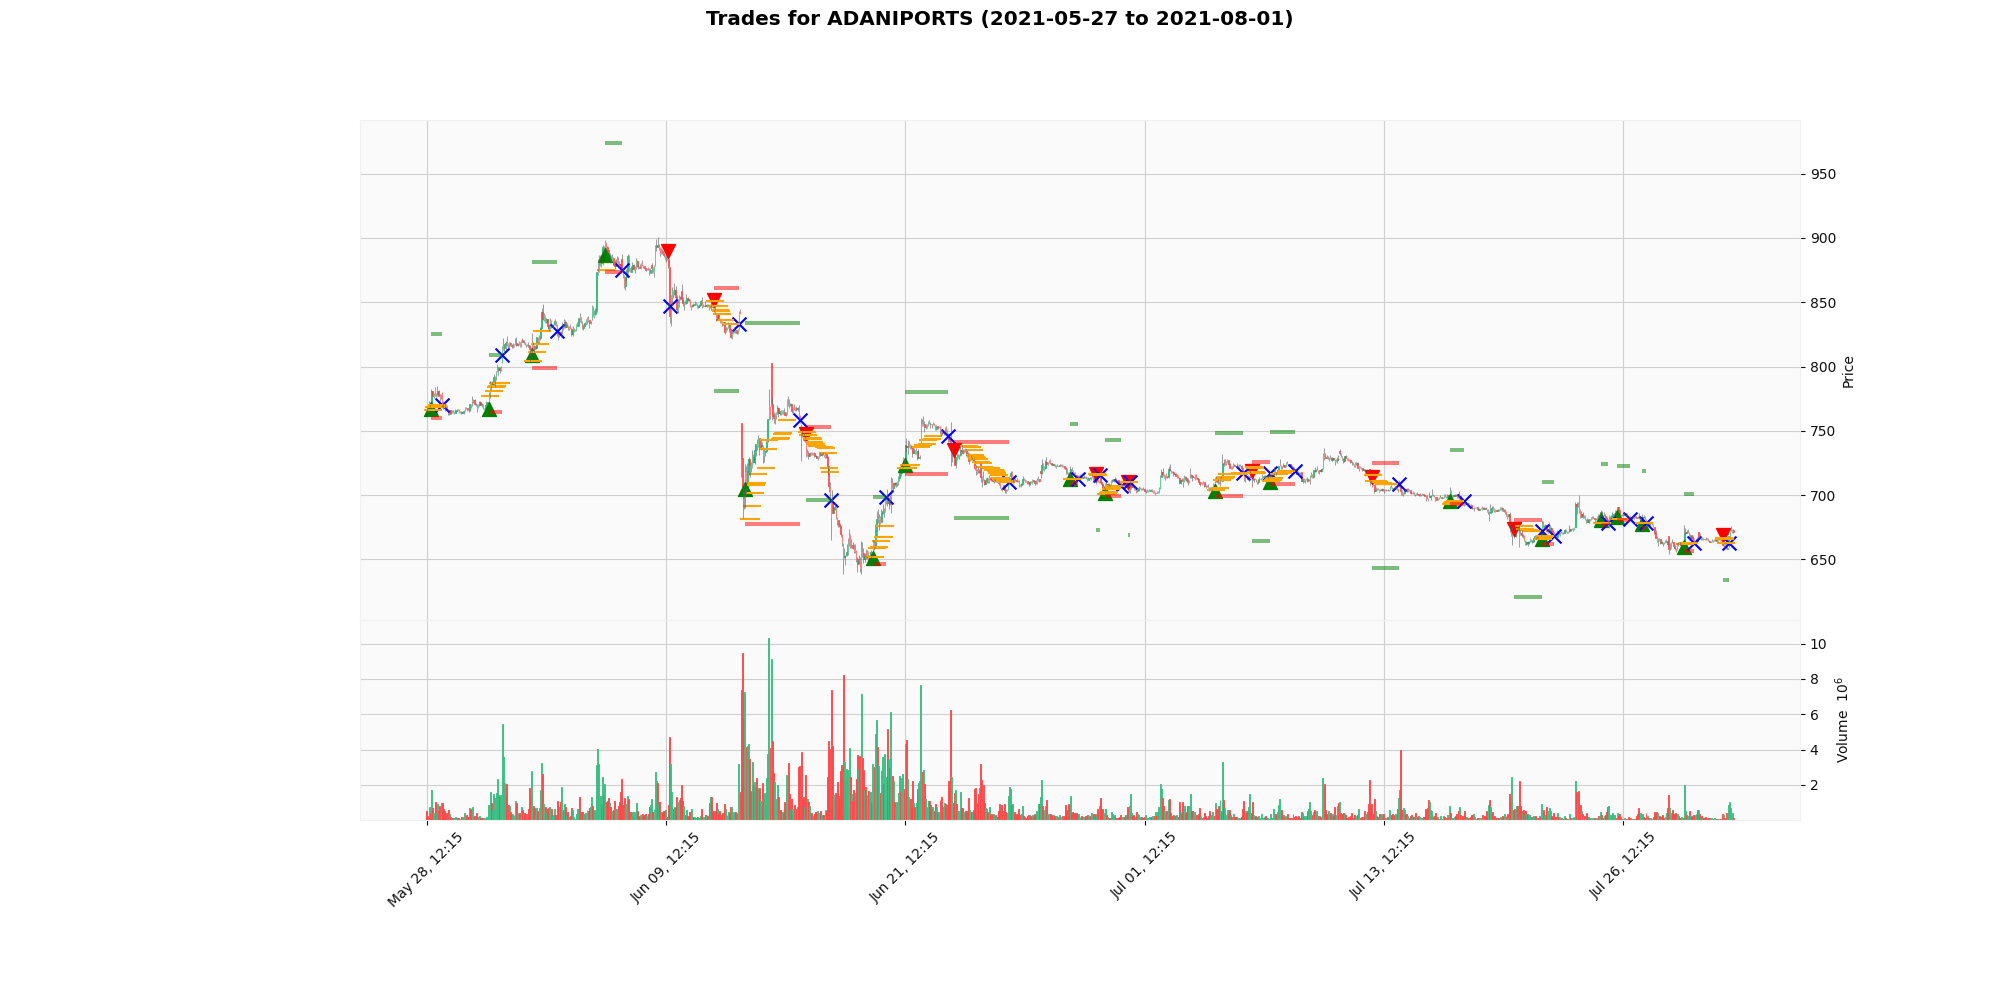 Trades for ADANIPORTS (2021-05-27 to 2021-08-01)
950
900
850
800
750
700
650
Price
10
8
6
4
2
Volume 10⁶
May 28, 12:15
Jun 09, 12:15
Jun 21, 12:15
Jul 01, 12:15
Jul 13, 12:15
Jul 26, 12:15